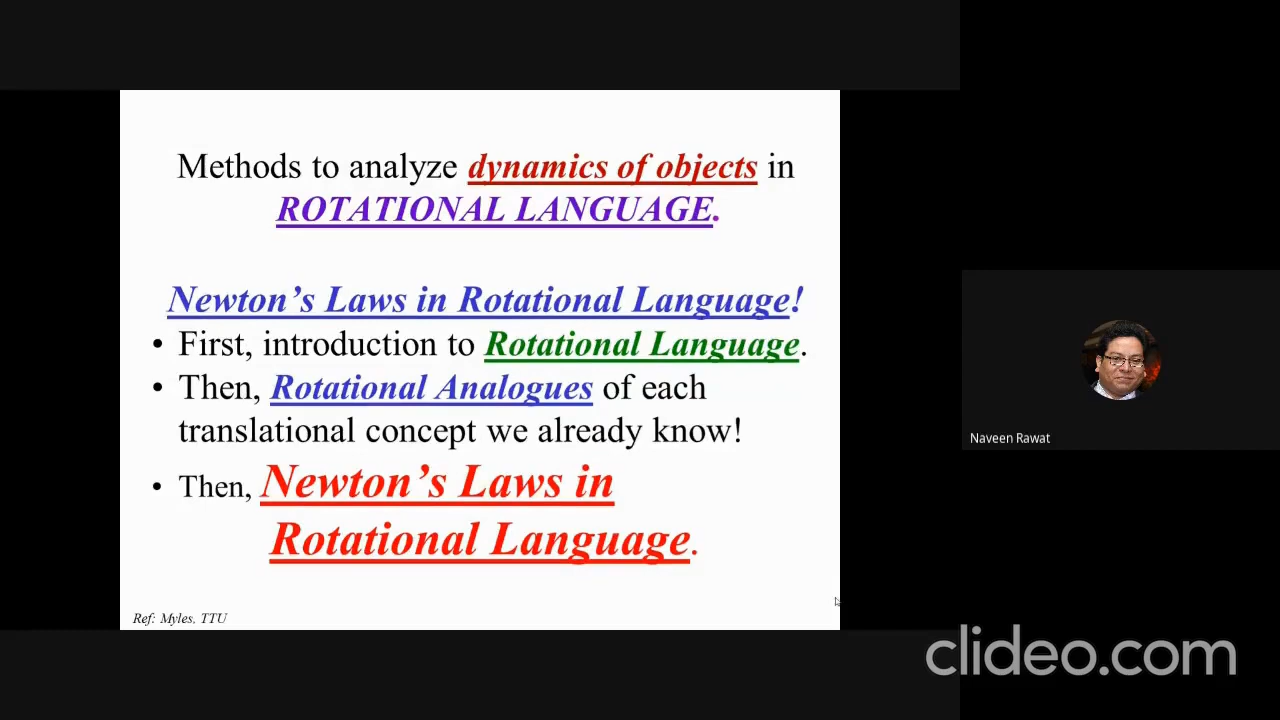 Methods to analyze dynamics of objects in
ROTATIONAL LANGUAGE.
Newton’s Laws in Rotational Language!
• First, introduction to Rotational Language.
• Then, Rotational Analogues of each
translational concept we already know!
• Then, Newton’s Laws in
Rotational Language.
Ref: Myles, TTU
Naveen Rawat
clideo.com